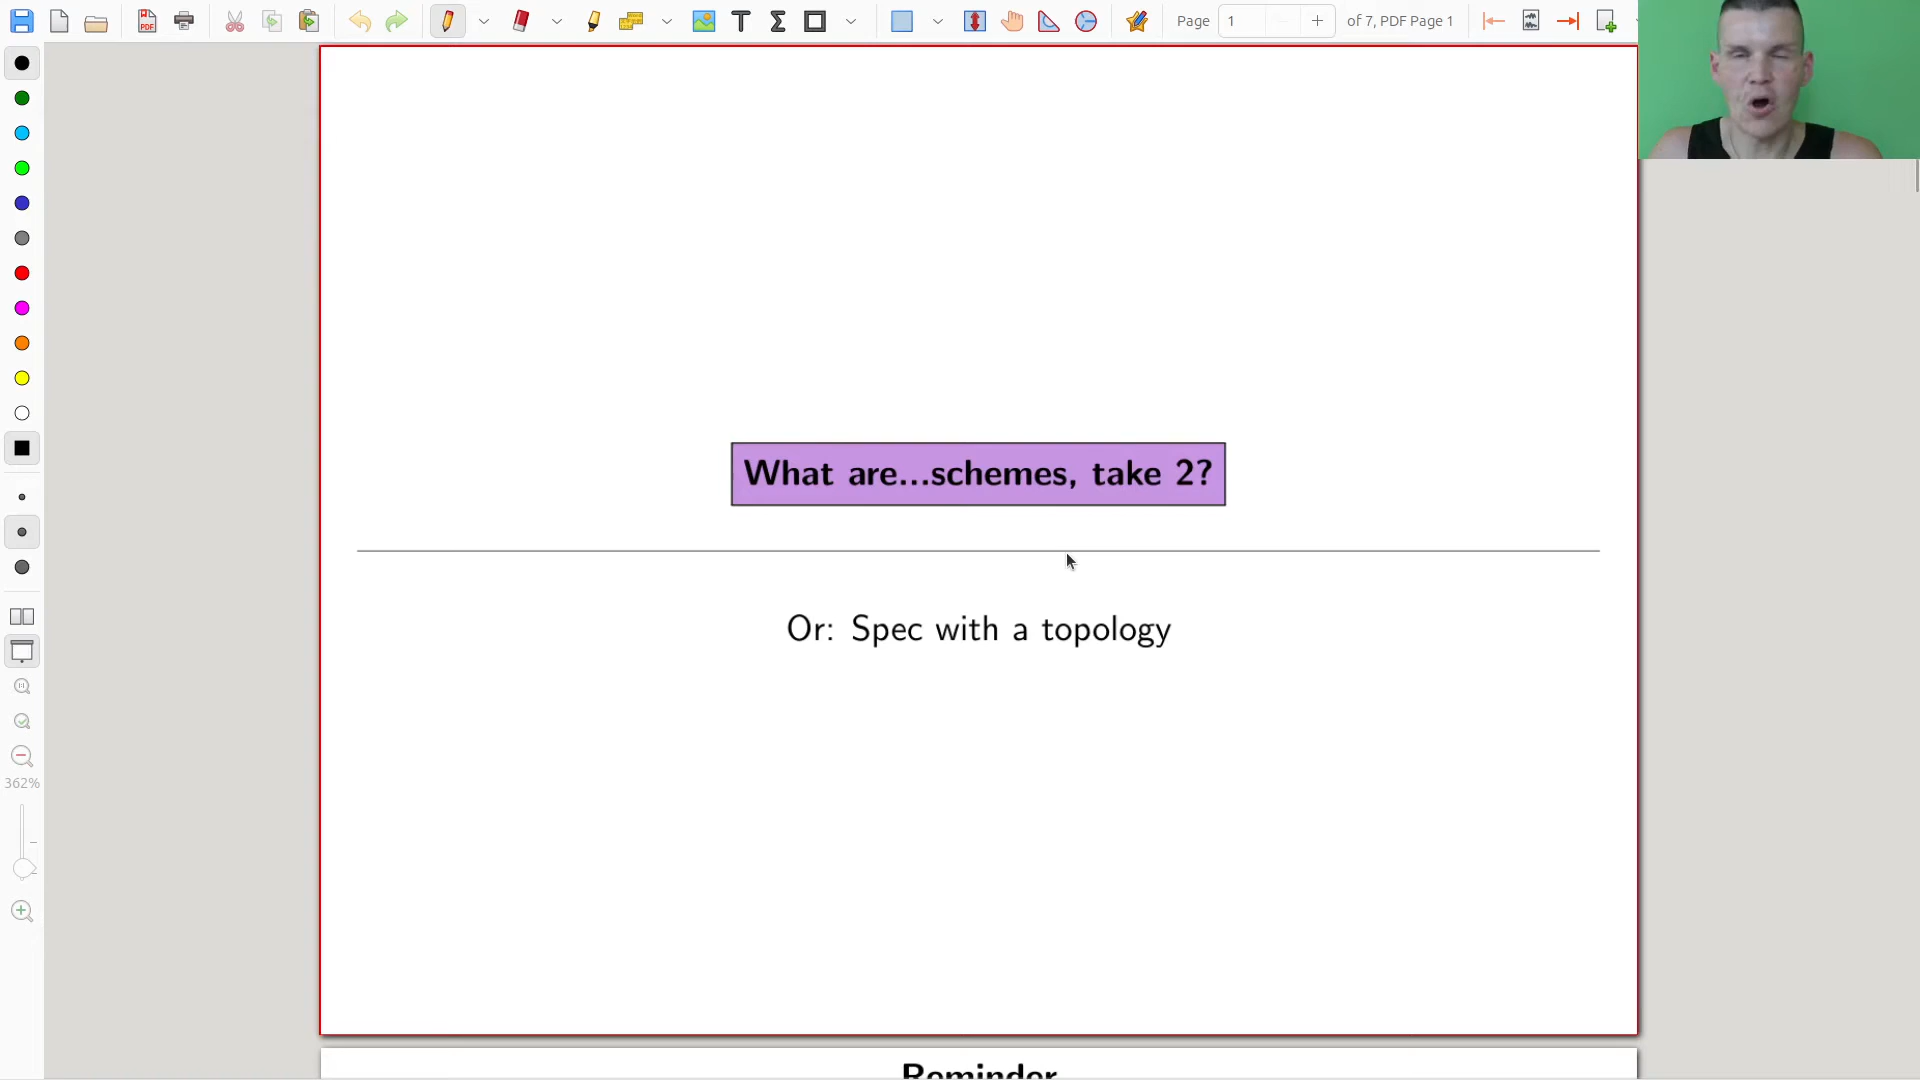 Page 1 of 7, PDF Page 1
What are...schemes, take 2?
Or: Spec with a topology
362%
Reminder